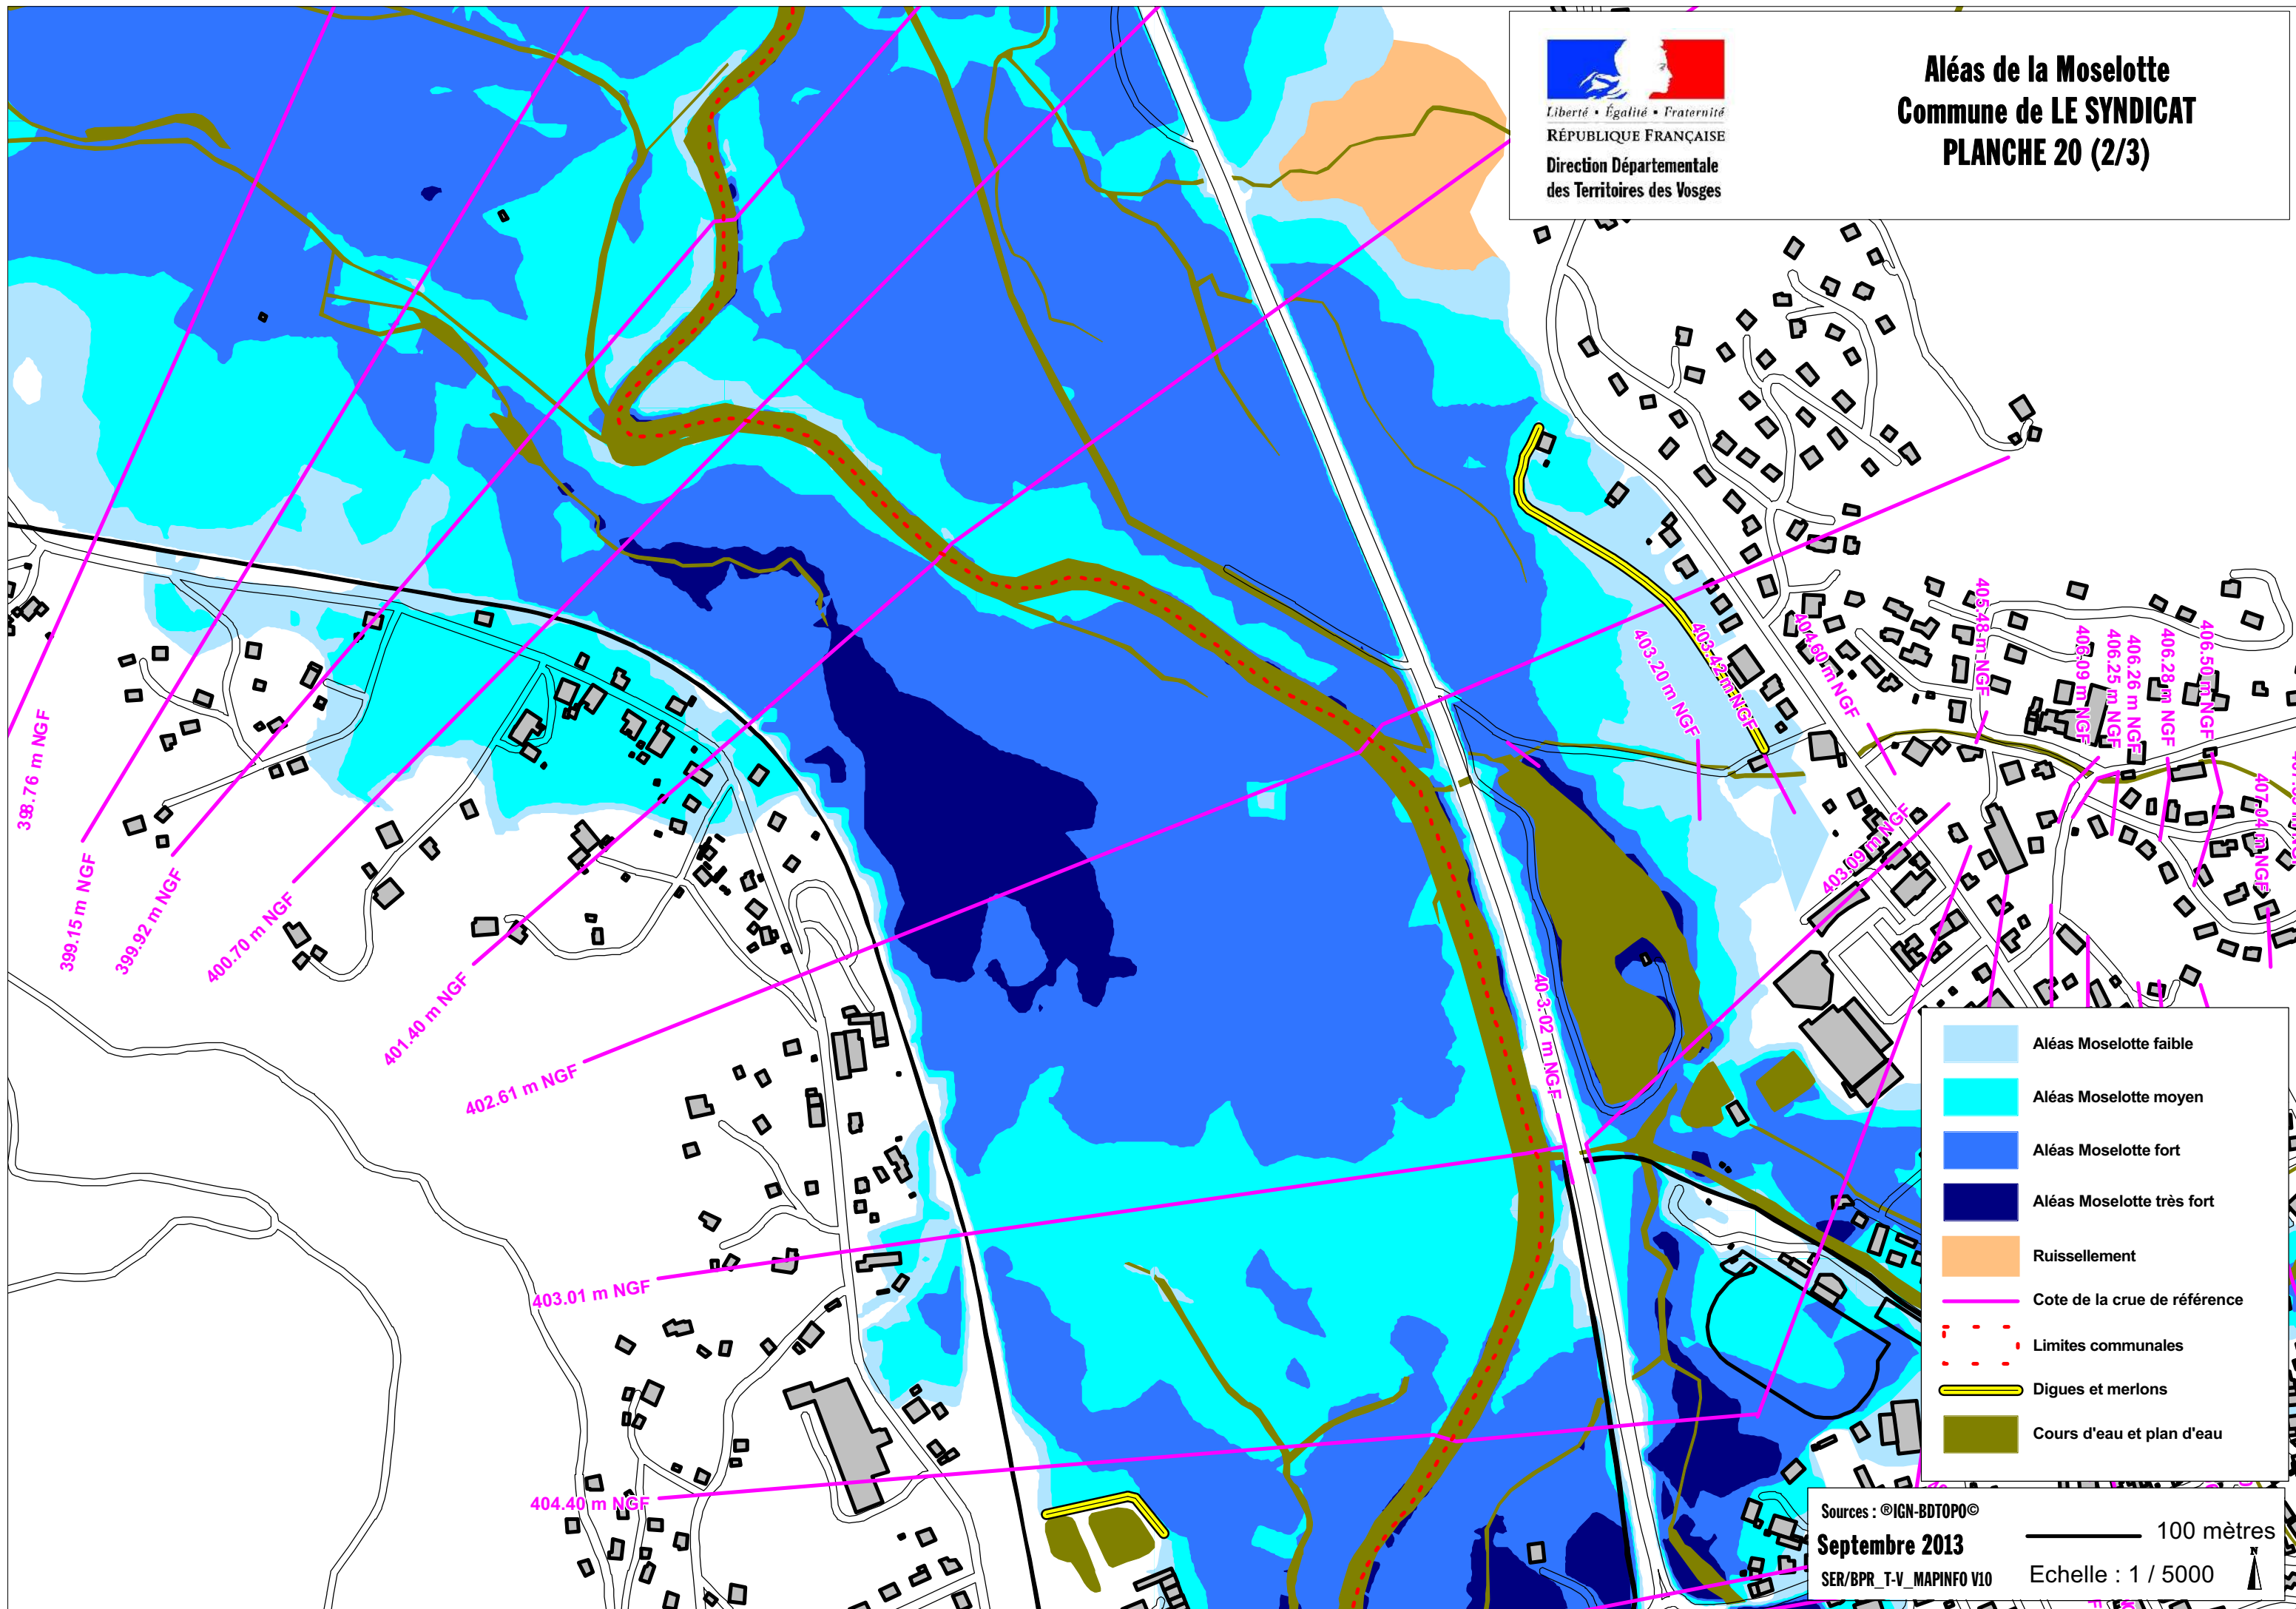 Liberté • Égalité • Fraternité
RÉPUBLIQUE FRANÇAISE
Direction Départementale
des Territoires des Vosges
Aléas de la Moselotte
Commune de LE SYNDICAT
PLANCHE 20 (2/3)
398.76 m NGF
399.15 m NGF
399.92 m NGF
400.70 m NGF
401.40 m NGF
402.61 m NGF
403.01 m NGF
404.40 m NGF
40-3-02 m NGF
403.20 m NGF
403.42 m NGF
404.60 m NGF
405.48 m NGF
406.09 m NGF
406.25 m NGF
406.26 m NGF
406.28 m NGF
406.50 m NGF
407.04 m NGF
403.09 m NGF
Aléas Moselotte faible
Aléas Moselotte moyen
Aléas Moselotte fort
Aléas Moselotte très fort
Ruissellement
Cote de la crue de référence
Limites communales
Digues et merlons
Cours d'eau et plan d'eau
Sources : ®IGN-BDTOPO©
Septembre 2013
SER/BPR_T-V_MAPINFO V10
100 mètres
Echelle : 1 / 5000
N